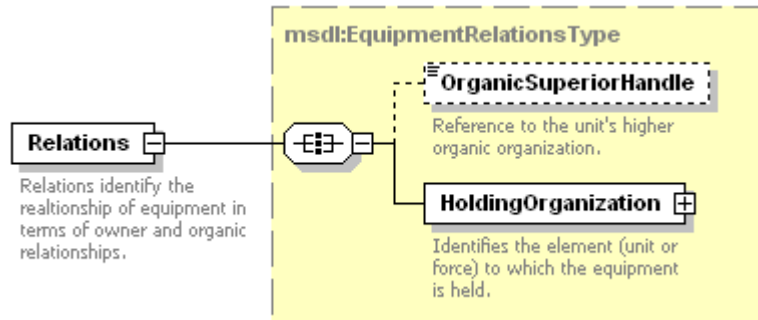 msdl:EquipmentRelationsType
OrganicSuperiorHandle
Reference to the unit's higher
organic organization.
Relations
Relations identify the
realtionship of equipment in
terms of owner and organic
relationships.
HoldingOrganization
Identifies the element (unit or
force) to which the equipment
is held.